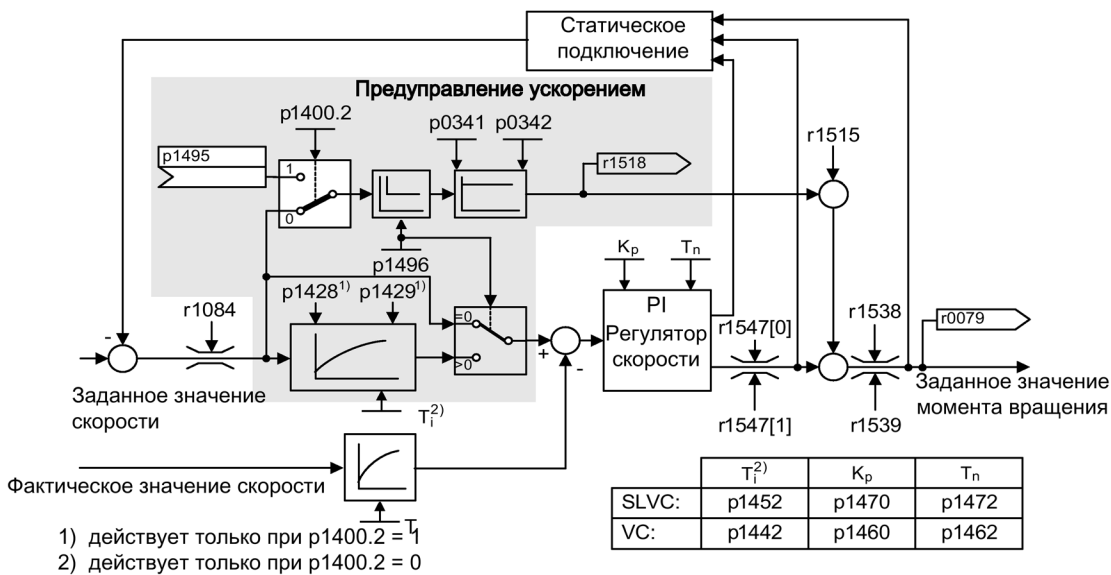 Статическое
подключение
Предуправление ускорением
p1400.2
p0341
p0342
r1515
p1495
1
0
r1518
p1496
Kp
Tn
p1428¹⁾
p1429¹⁾
r1084
=0
>0
PI
Регулятор
скорости
r1547[0]
r1538
r0079
-
+
-
Заданное значение
скорости
Заданное значение
момента вращения
Ti²⁾
r1547[1]
r1539
Фактическое значение скорости
Ti
1) действует только при p1400.2 = 1
2) действует только при p1400.2 = 0
Ti²⁾ Kp Tn
SLVC: p1452 p1470 p1472
VC: p1442 p1460 p1462